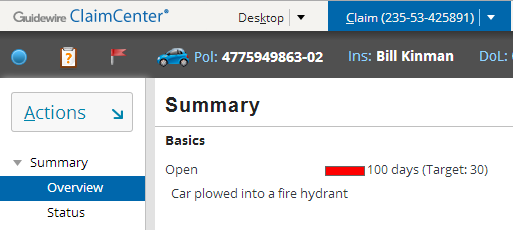 Guidewire ClaimCenter® Desktop Claim (235-53-425891)
Pol: 4775949863-02 Ins: Bill Kinman DoL:
Actions
Summary
Overview
Status
Summary
Basics
Open 100 days (Target: 30)
Car plowed into a fire hydrant